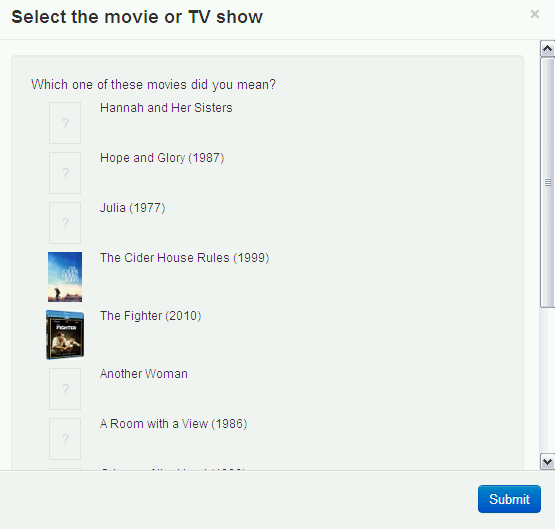 Select the movie or TV show
×
Which one of these movies did you mean?
?
Hannah and Her Sisters
?
Hope and Glory (1987)
?
Julia (1977)
The Cider House Rules (1999)
THE FIGHTER
The Fighter (2010)
?
Another Woman
?
A Room with a View (1986)
Submit